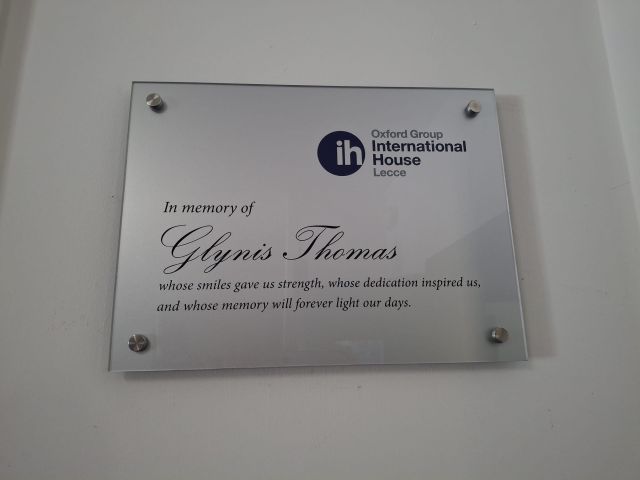 ih
Oxford Group
International
House
Lecce
In memory of
Glynis Thomas
whose smiles gave us strength, whose dedication inspired us,
and whose memory will forever light our days.